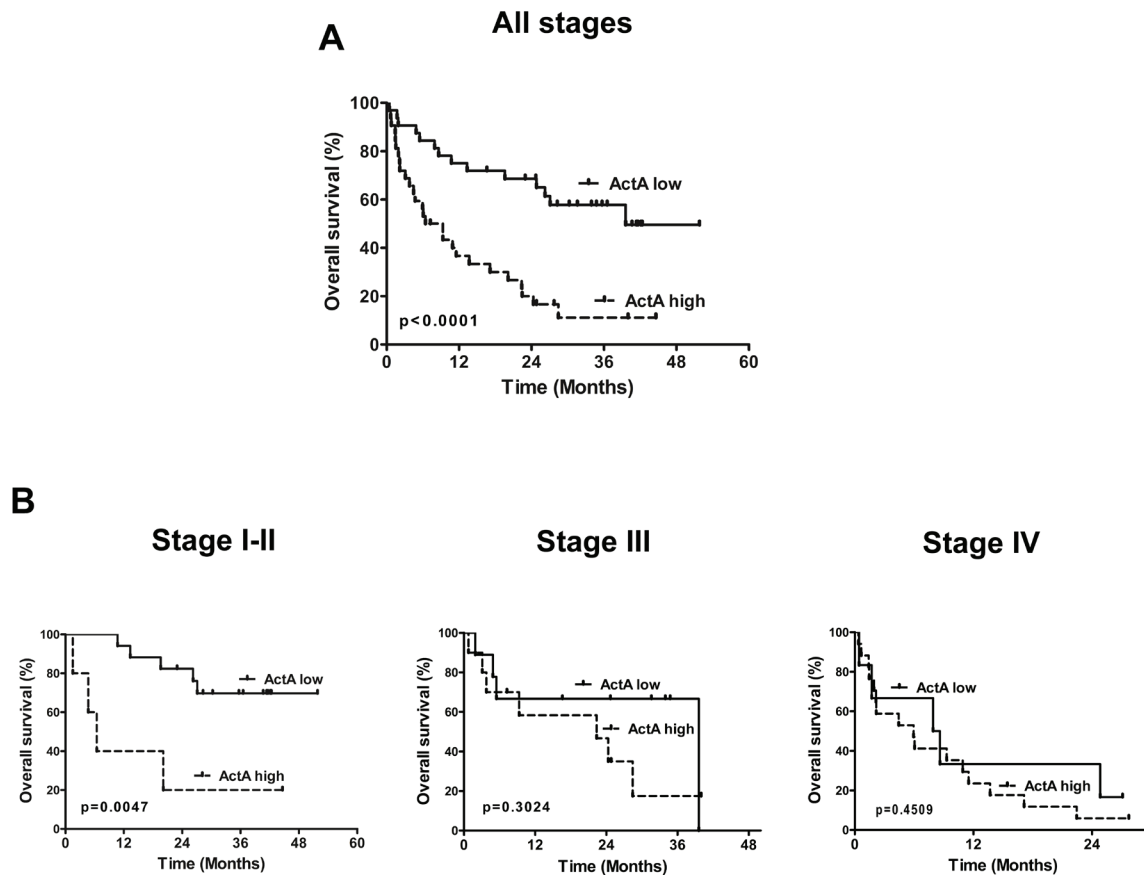 All stages
A
Overall survival (%)
100
80
60
40
20
0
ActA low
ActA high
p<0.0001
0 12 24 36 48 60
Time (Months)
B
Stage I-II
Overall survival (%)
100
80
60
40
20
0
ActA low
ActA high
p=0.0047
0 12 24 36 48 60
Time (Months)
Stage III
Overall survival (%)
100
80
60
40
20
0
ActA low
ActA high
p=0.3024
0 12 24 36 48
Time (Months)
Stage IV
Overall survival (%)
100
80
60
40
20
0
ActA low
ActA high
p=0.4509
0 12 24
Time (Months)